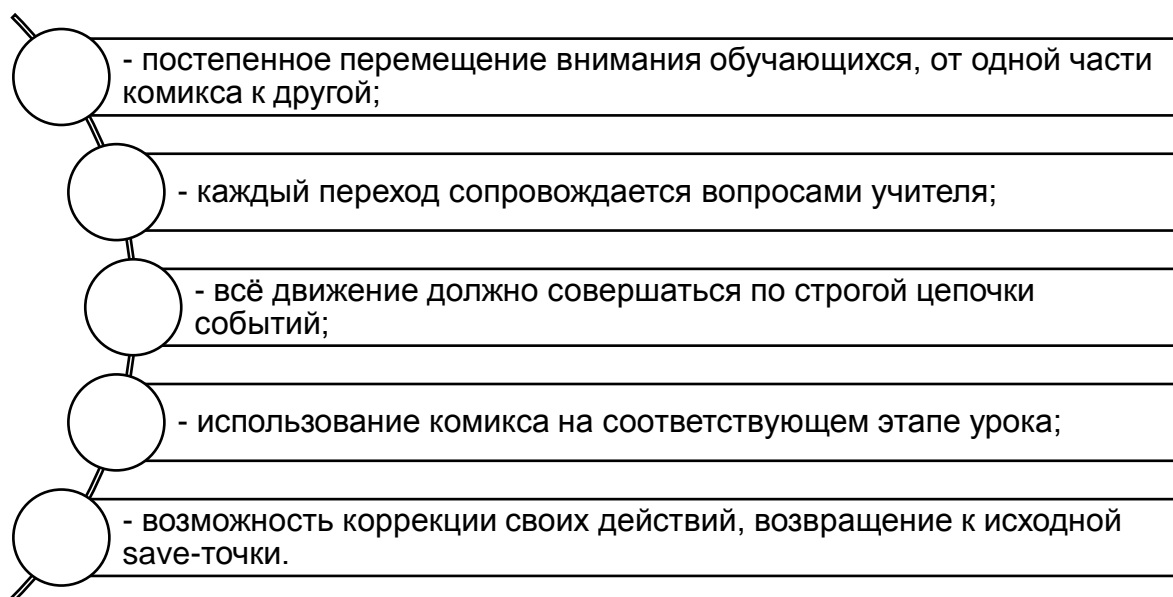 - постепенное перемещение внимания обучающихся, от одной части
комикса к другой;
- каждый переход сопровождается вопросами учителя;
- всё движение должно совершаться по строгой цепочки
событий;
- использование комикса на соответствующем этапе урока;
- возможность коррекции своих действий, возвращение к исходной
save-точки.